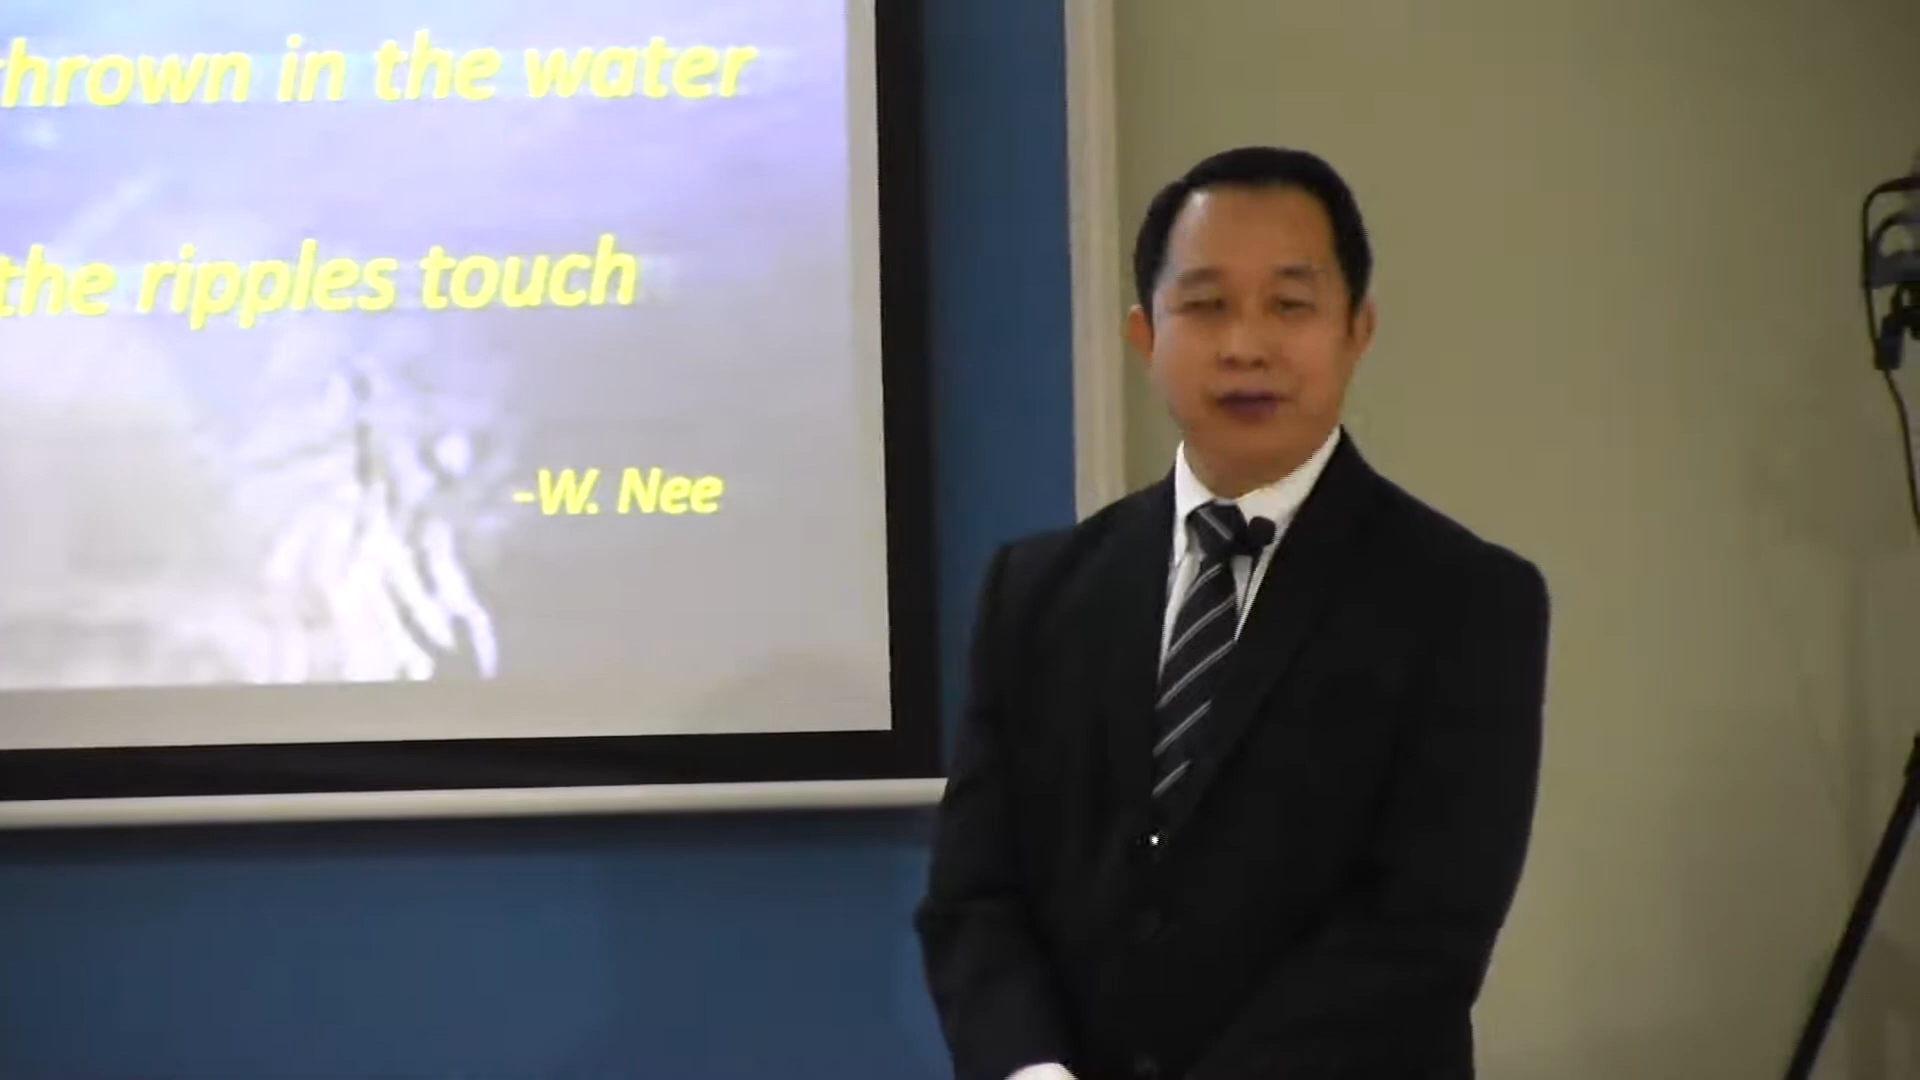 thrown in the water
the ripples touch
-W. Nee